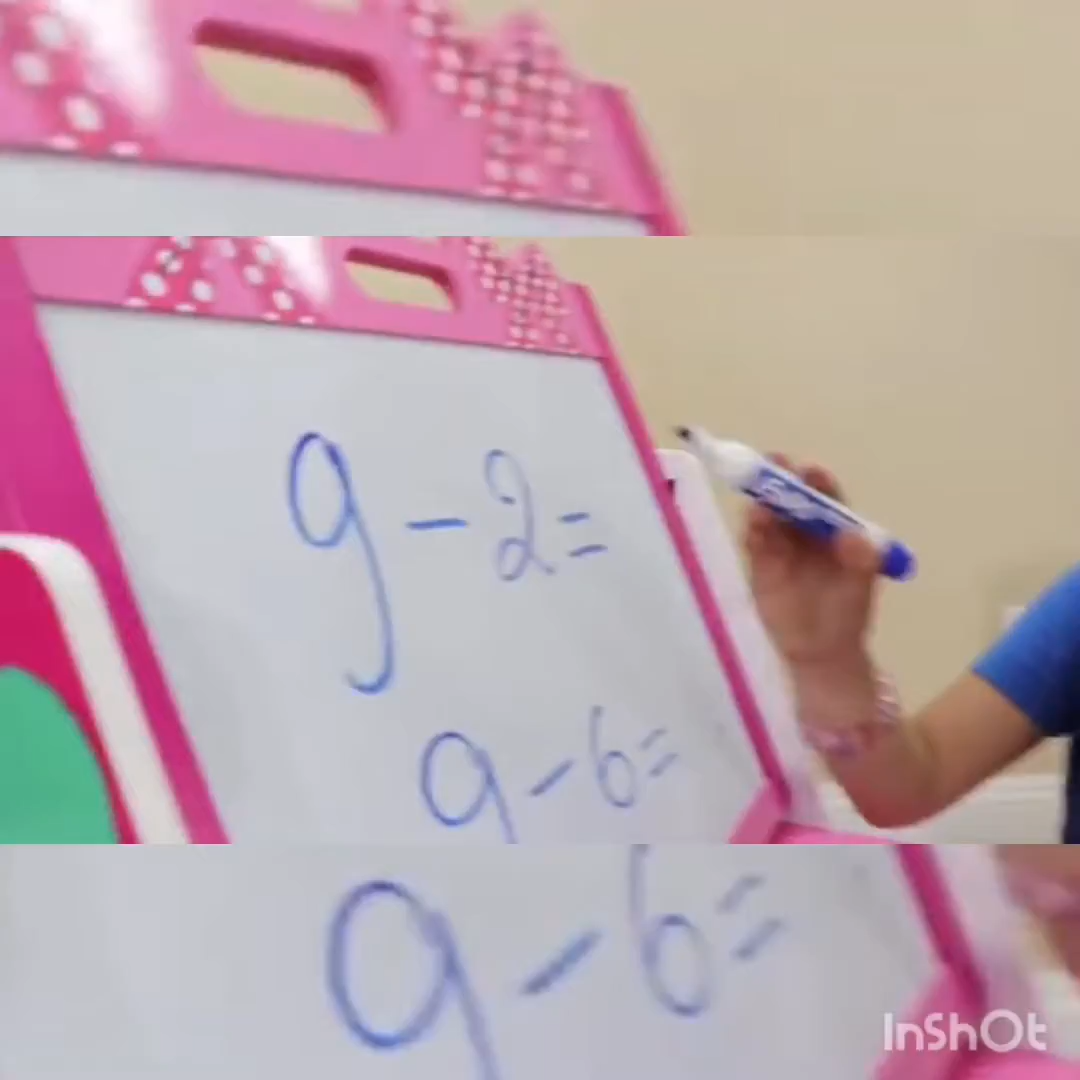 9 - 2 =
9 - 6 =
9 - 6 =
InShOt